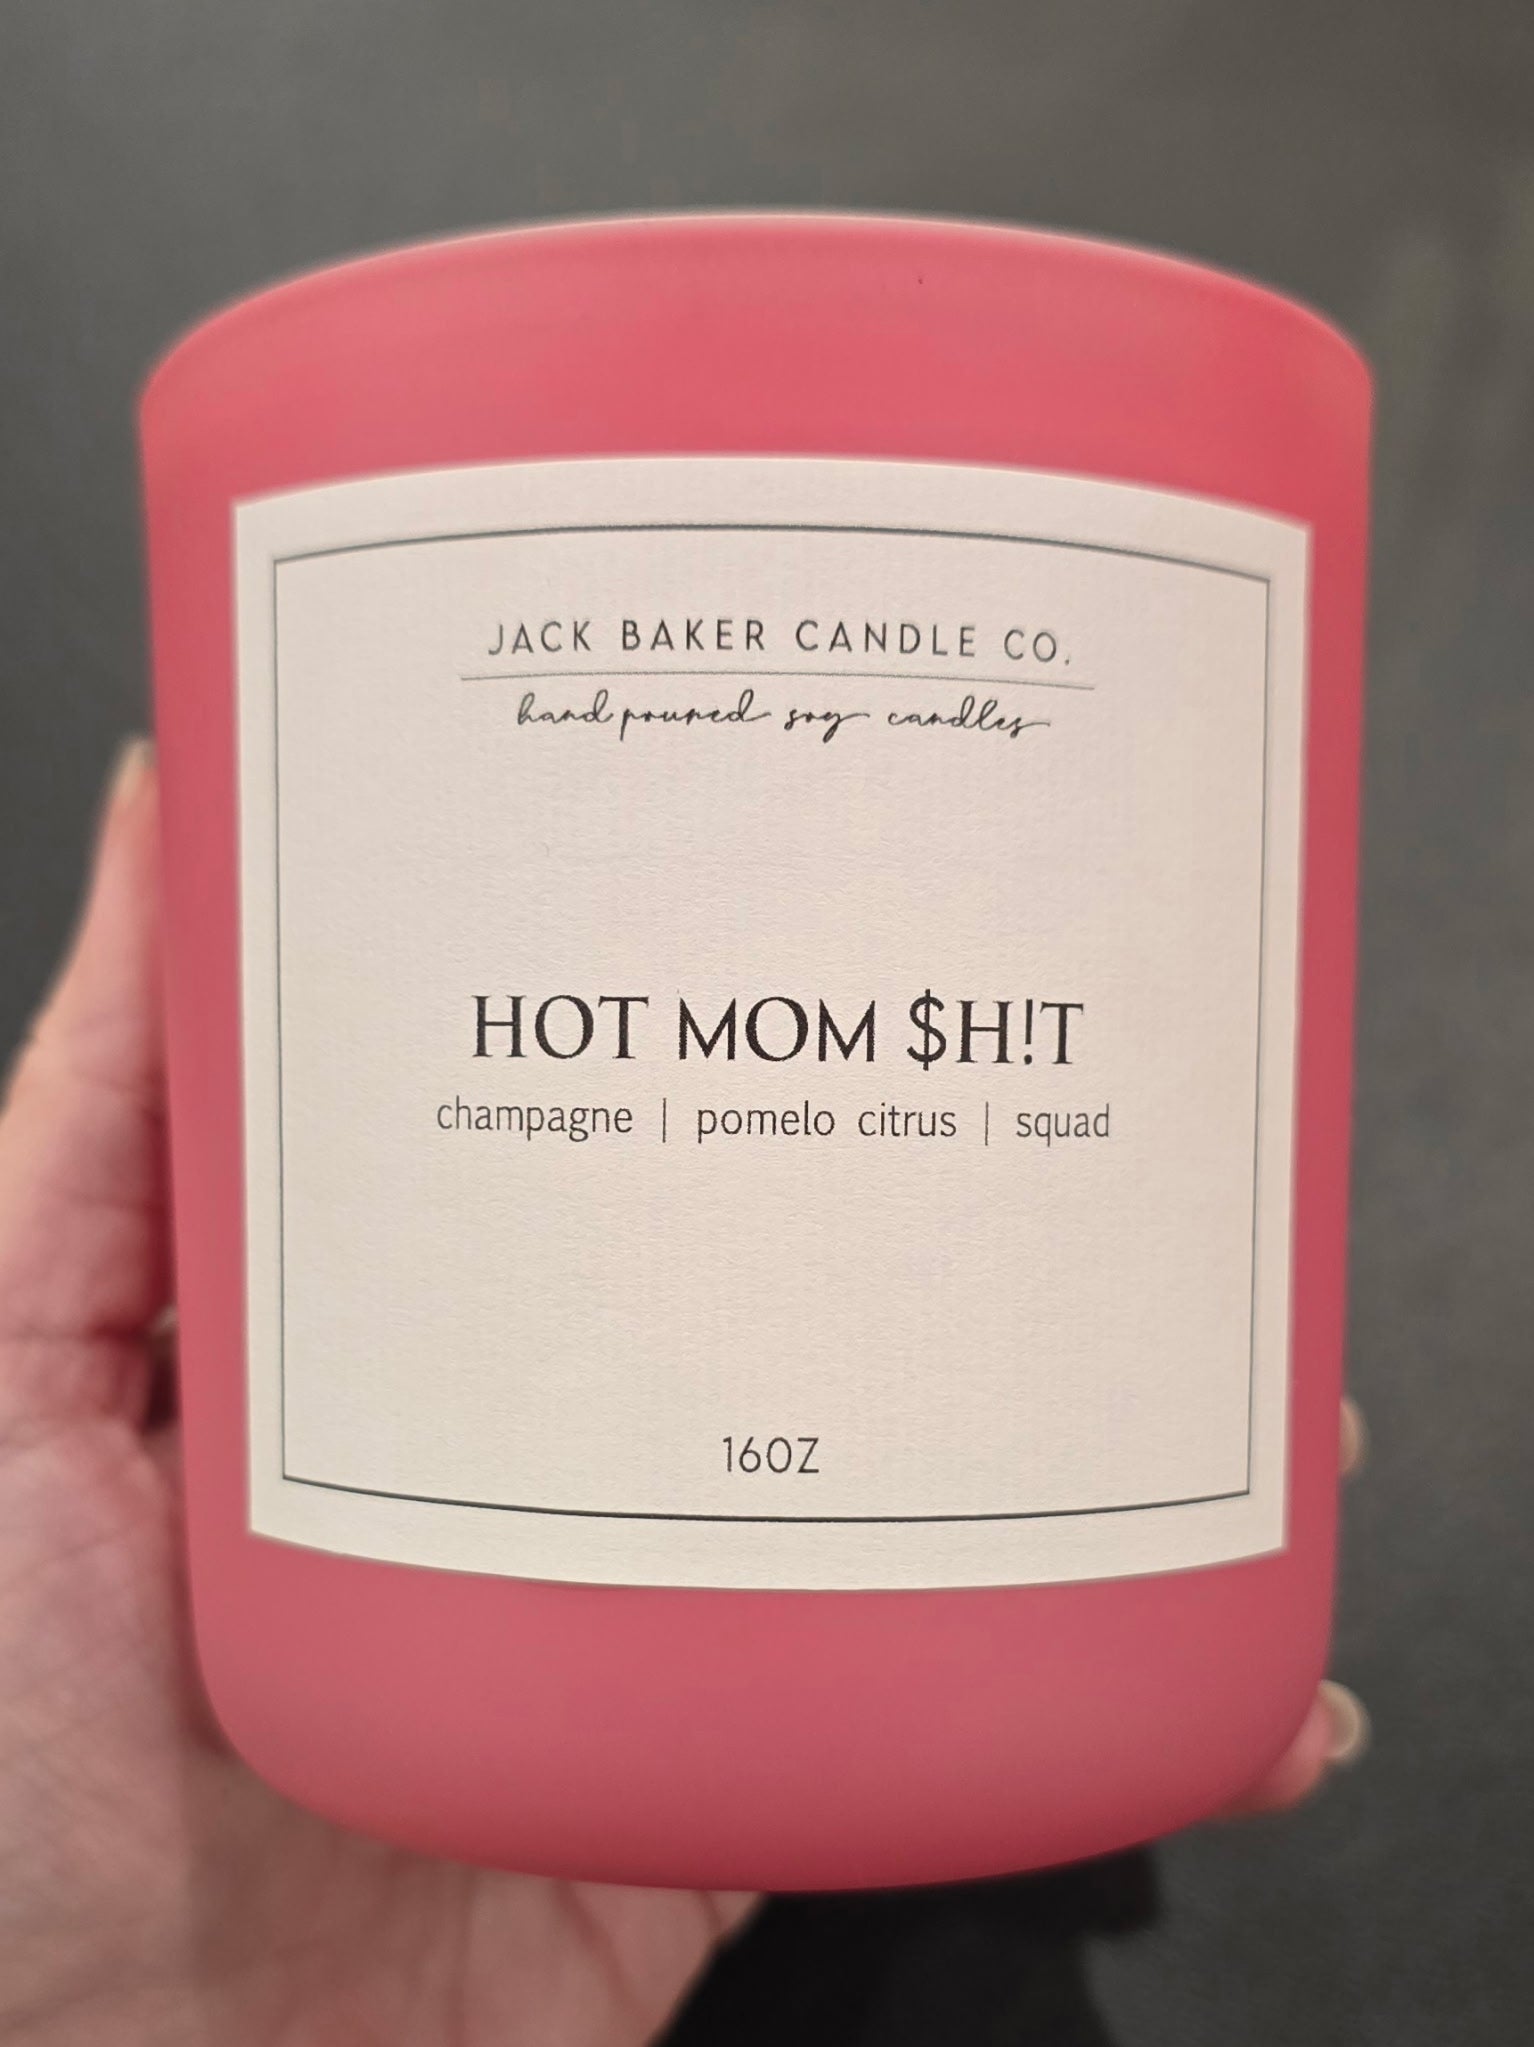 JACK BAKER CANDLE CO.
hand poured soy candles
HOT MOM $H!T
champagne | pomelo citrus | squad
16OZ